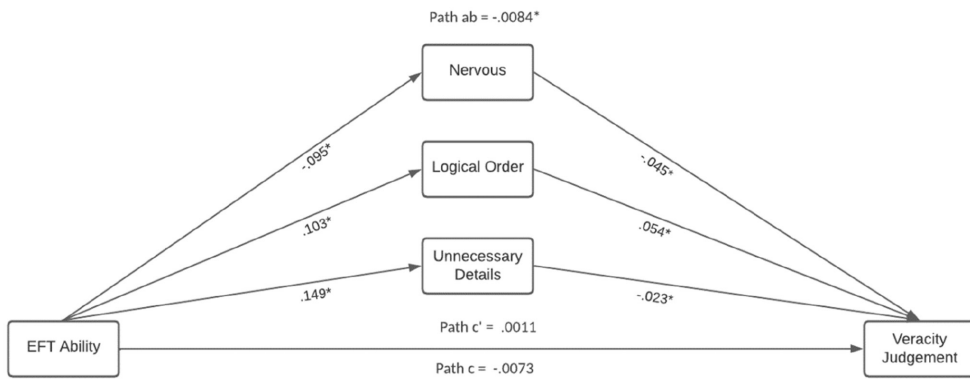 Path ab = -.0084*
Nervous
-.095*
-.045*
Logical Order
.103*
.054*
Unnecessary
Details
.149*
-.023*
Path c' = .0011
EFT Ability
Veracity
Judgement
Path c = -.0073